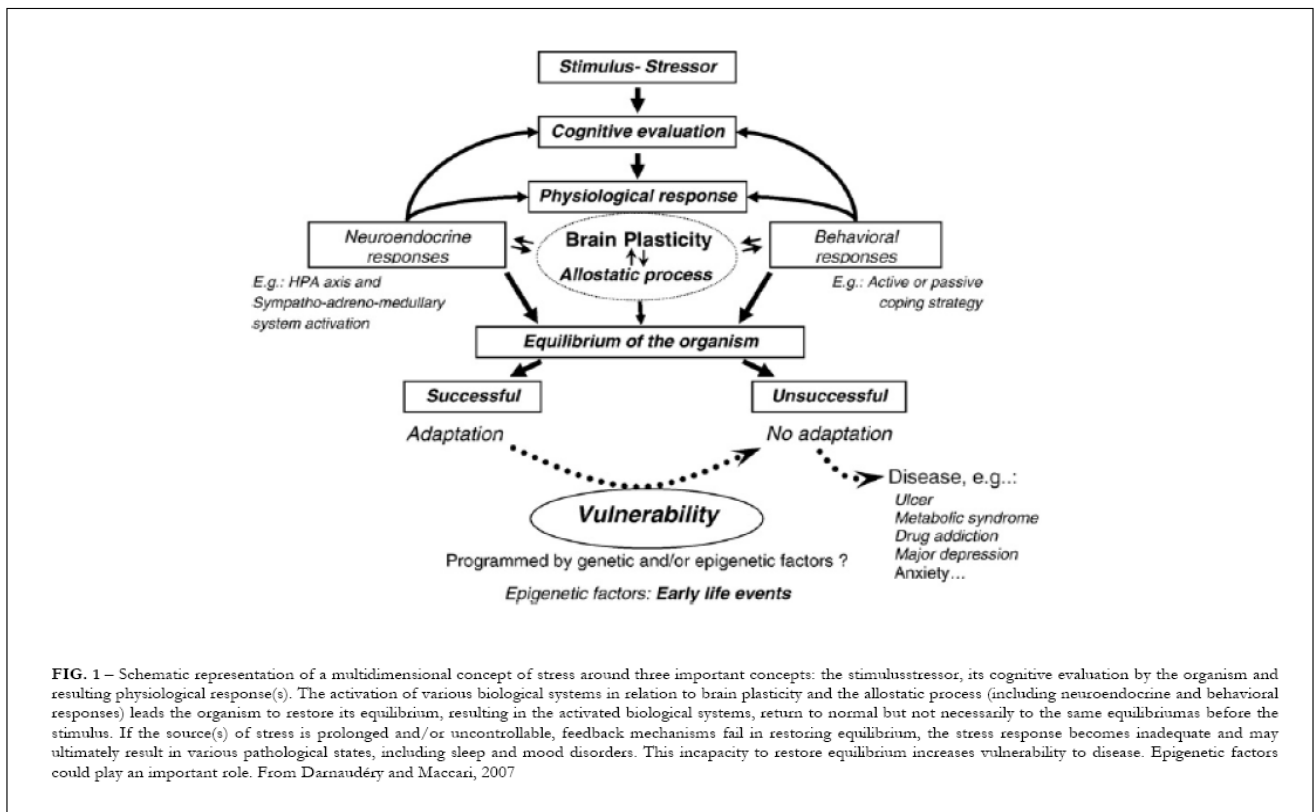 Stimulus- Stressor
Cognitive evaluation
Physiological response
Neuroendocrine
responses
Brain Plasticity
Allostatic process
Behavioral
responses
E.g.: HPA axis and
Sympatho-adreno-medullary
system activation
E.g.: Active or passive
coping strategy
Equilibrium of the organism
Successful
Unsuccessful
Adaptation
No adaptation
Disease, e.g..:
Ulcer
Metabolic syndrome
Drug addiction
Major depression
Anxiety...
Vulnerability
Programmed by genetic and/or epigenetic factors ?
Epigenetic factors: Early life events
FIG. 1 – Schematic representation of a multidimensional concept of stress around three important concepts: the stimulusstressor, its cognitive evaluation by the organism and
resulting physiological response(s). The activation of various biological systems in relation to brain plasticity and the allostatic process (including neuroendocrine and behavioral
responses) leads the organism to restore its equilibrium, resulting in the activated biological systems, return to normal but not necessarily to the same equilibriumas before the
stimulus. If the source(s) of stress is prolonged and/or uncontrollable, feedback mechanisms fail in restoring equilibrium, the stress response becomes inadequate and may
ultimately result in various pathological states, including sleep and mood disorders. This incapacity to restore equilibrium increases vulnerability to disease. Epigenetic factors
could play an important role. From Darnaudéry and Maccari, 2007